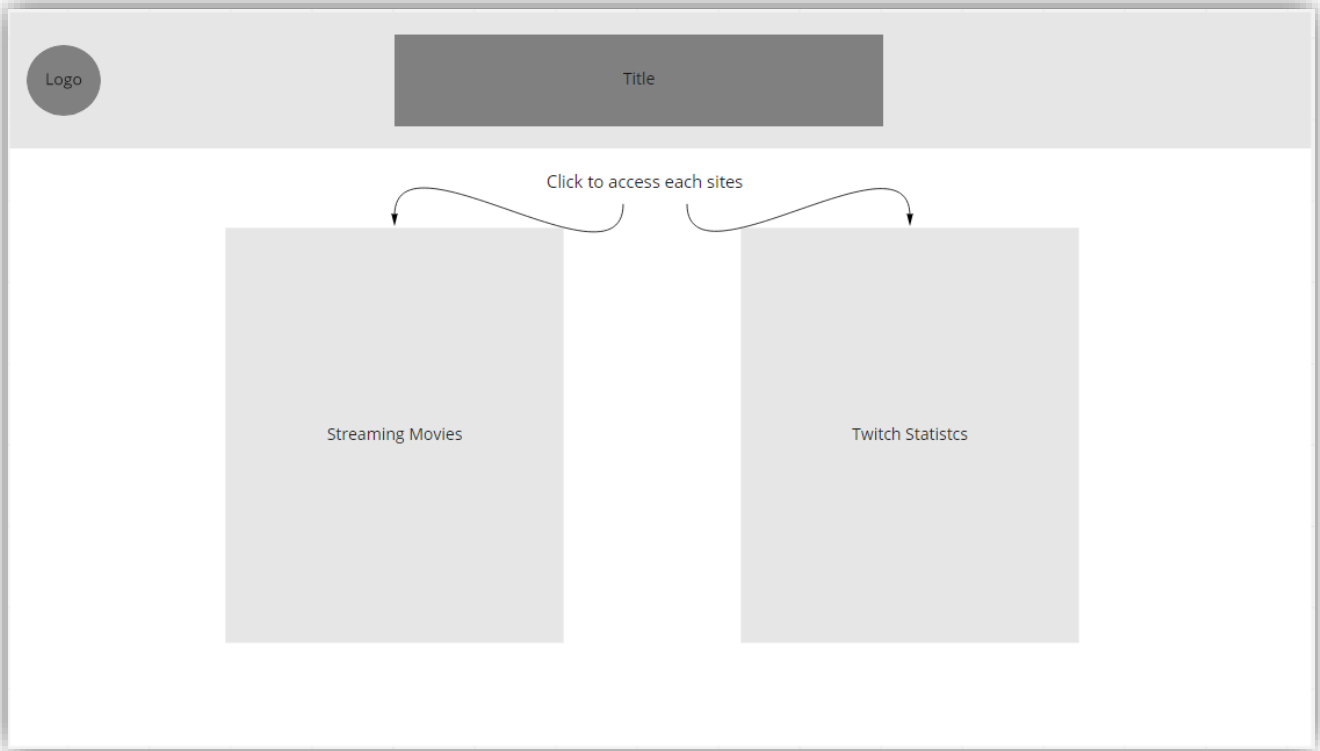 Logo
Title
Click to access each sites
Streaming Movies
Twitch Statistcs